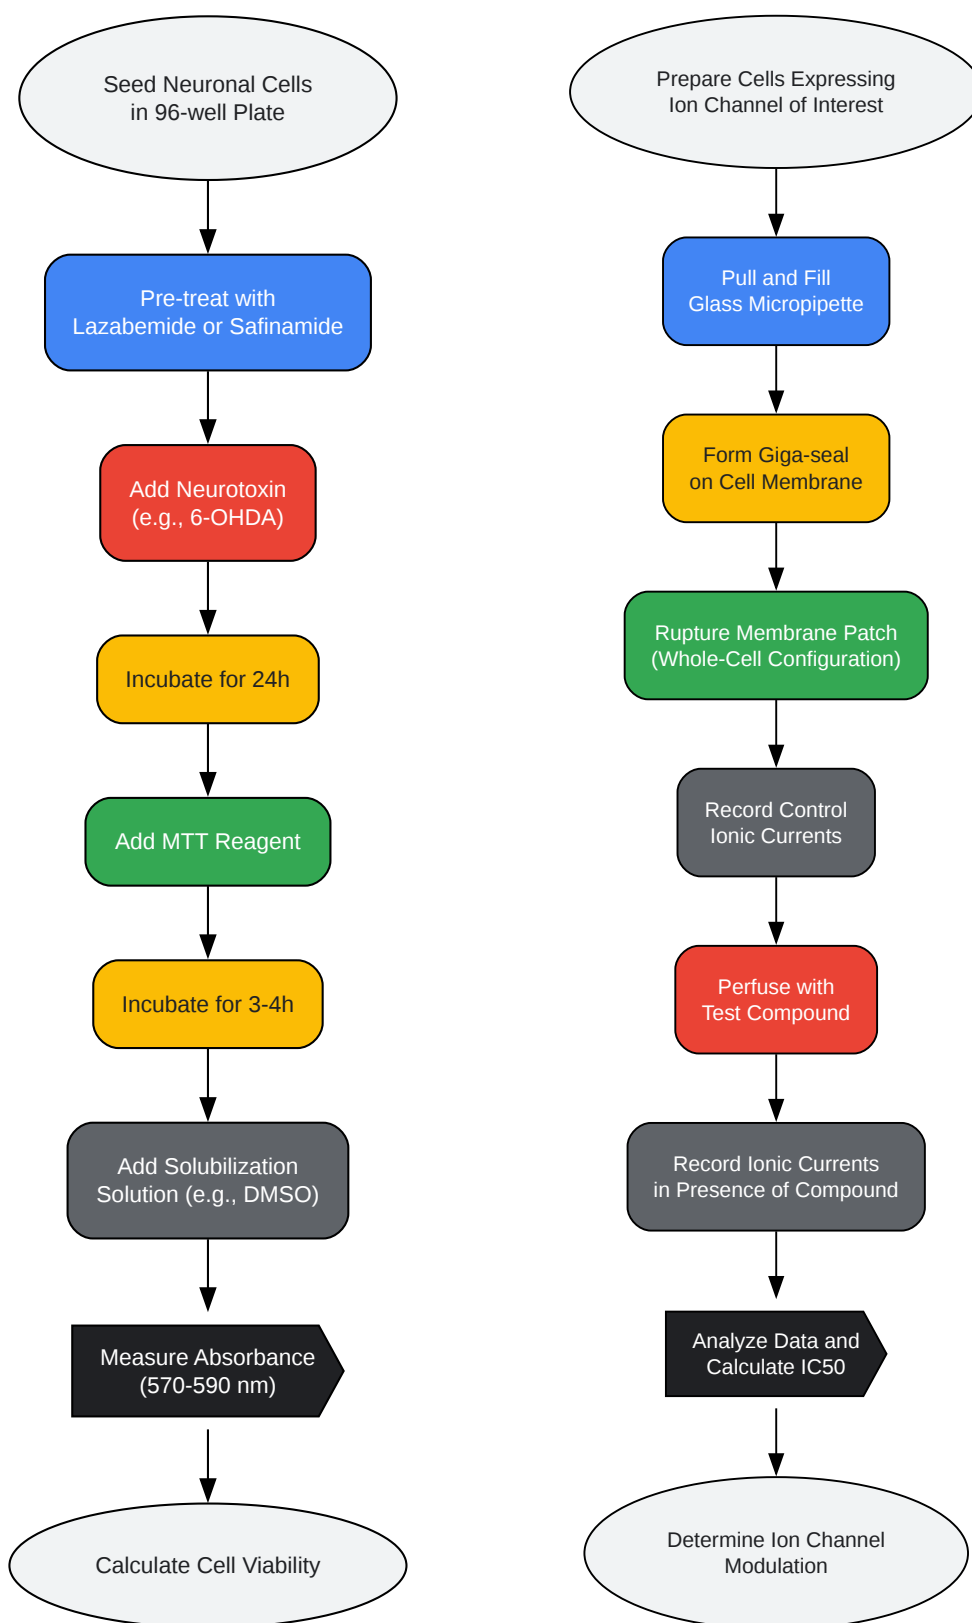 Seed Neuronal Cells
in 96-well Plate
Pre-treat with
Lazabemide or Safinamide
Add Neurotoxin
(e.g., 6-OHDA)
Incubate for 24h
Add MTT Reagent
Incubate for 3-4h
Add Solubilization
Solution (e.g., DMSO)
Measure Absorbance
(570-590 nm)
Calculate Cell Viability
Prepare Cells Expressing
Ion Channel of Interest
Pull and Fill
Glass Micropipette
Form Giga-seal
on Cell Membrane
Rupture Membrane Patch
(Whole-Cell Configuration)
Record Control
Ionic Currents
Perfuse with
Test Compound
Record Ionic Currents
in Presence of Compound
Analyze Data and
Calculate IC50
Determine Ion Channel
Modulation